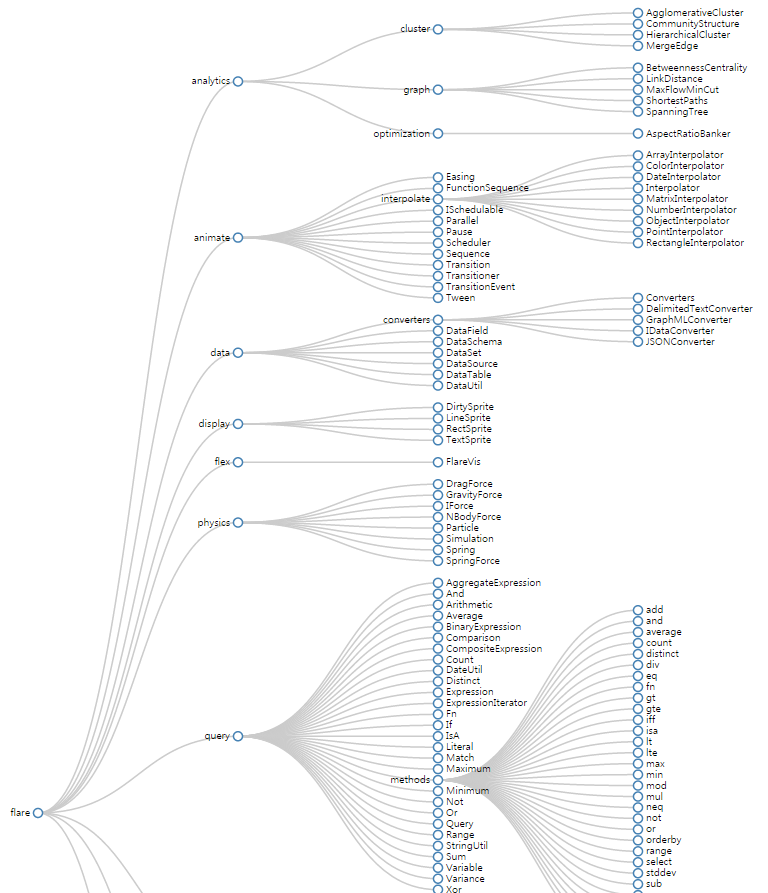 flare
analytics
cluster
AgglomerativeCluster
CommunityStructure
HierarchicalCluster
MergeEdge
graph
BetweennessCentrality
LinkDistance
MaxFlowMinCut
ShortestPaths
SpanningTree
optimization
AspectRatioBanker
animate
Easing
FunctionSequence
interpolate
ArrayInterpolator
ColorInterpolator
DateInterpolator
Interpolator
MatrixInterpolator
NumberInterpolator
ObjectInterpolator
PointInterpolator
RectangleInterpolator
ISchedulable
Parallel
Pause
Scheduler
Sequence
Transition
Transitioner
TransitionEvent
Tween
data
converters
Converters
DelimitedTextConverter
GraphMLConverter
IDataConverter
JSONConverter
DataField
DataSchema
DataSet
DataSource
DataTable
DataUtil
display
DirtySprite
LineSprite
RectSprite
TextSprite
flex
FlareVis
physics
DragForce
GravityForce
IForce
NBodyForce
Particle
Simulation
Spring
SpringForce
query
AggregateExpression
And
Arithmetic
Average
BinaryExpression
Comparison
CompositeExpression
Count
DateUtil
Distinct
Expression
ExpressionIterator
Fn
If
IsA
Literal
Match
Maximum
methods
add
and
average
count
distinct
div
eq
fn
gt
gte
iff
isa
lt
lte
max
min
mod
mul
neq
not
or
orderby
range
select
stddev
sub
Minimum
Not
Or
Query
Range
StringUtil
Sum
Variable
Variance
Xor